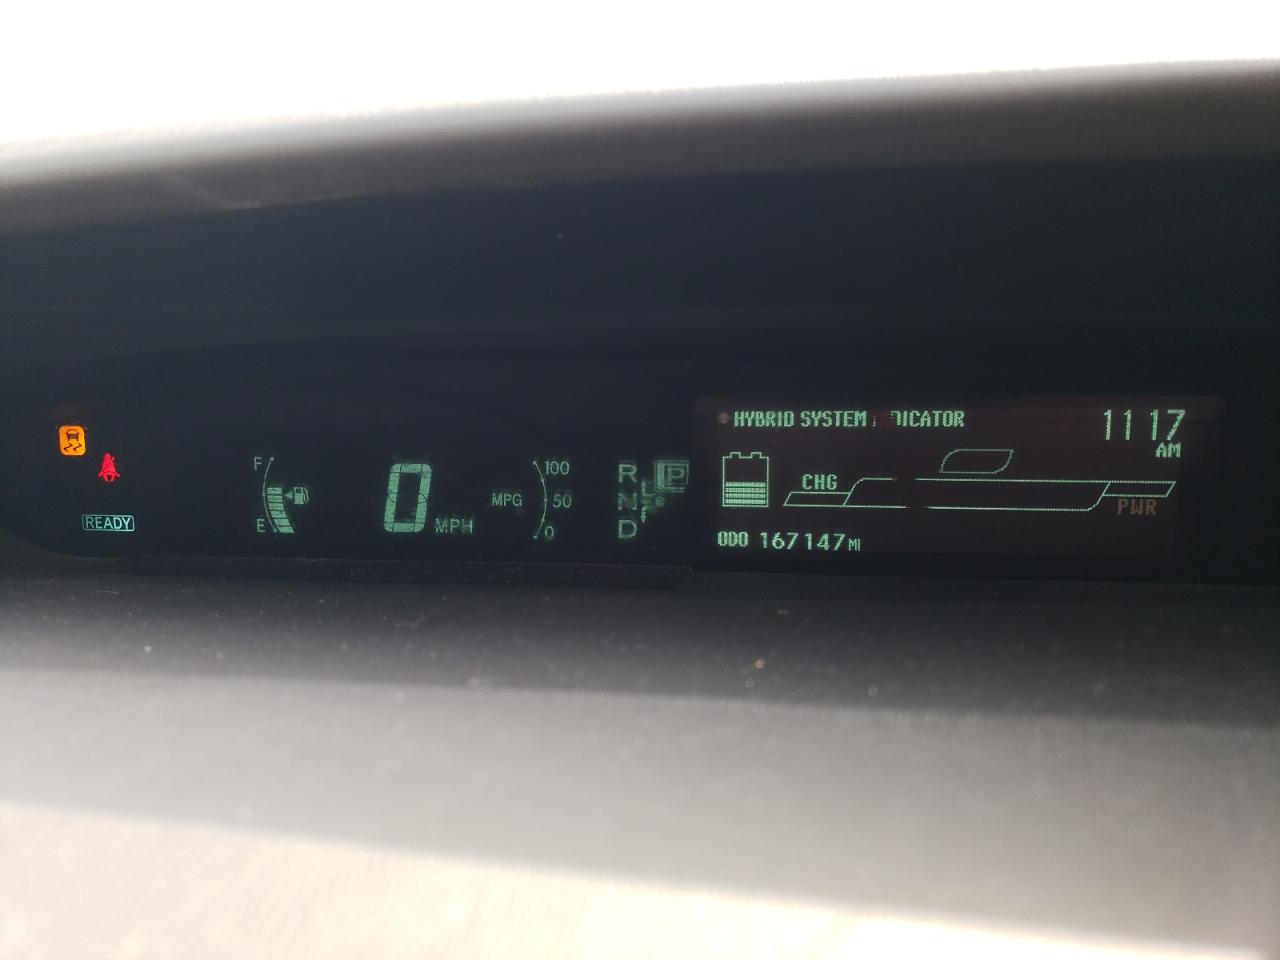 HYBRID SYSTEM
11 17
AM
F
E
0 MPH
MPG
100
50
0
R
N
D
P
CHG
PWR
ODO 167147 MI
READY